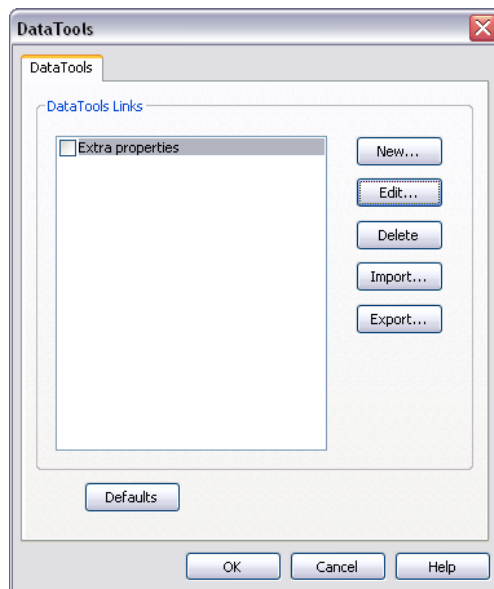 DataTools
DataTools
DataTools Links
Extra properties
New...
Edit...
Delete
Import...
Export...
Defaults
OK Cancel Help